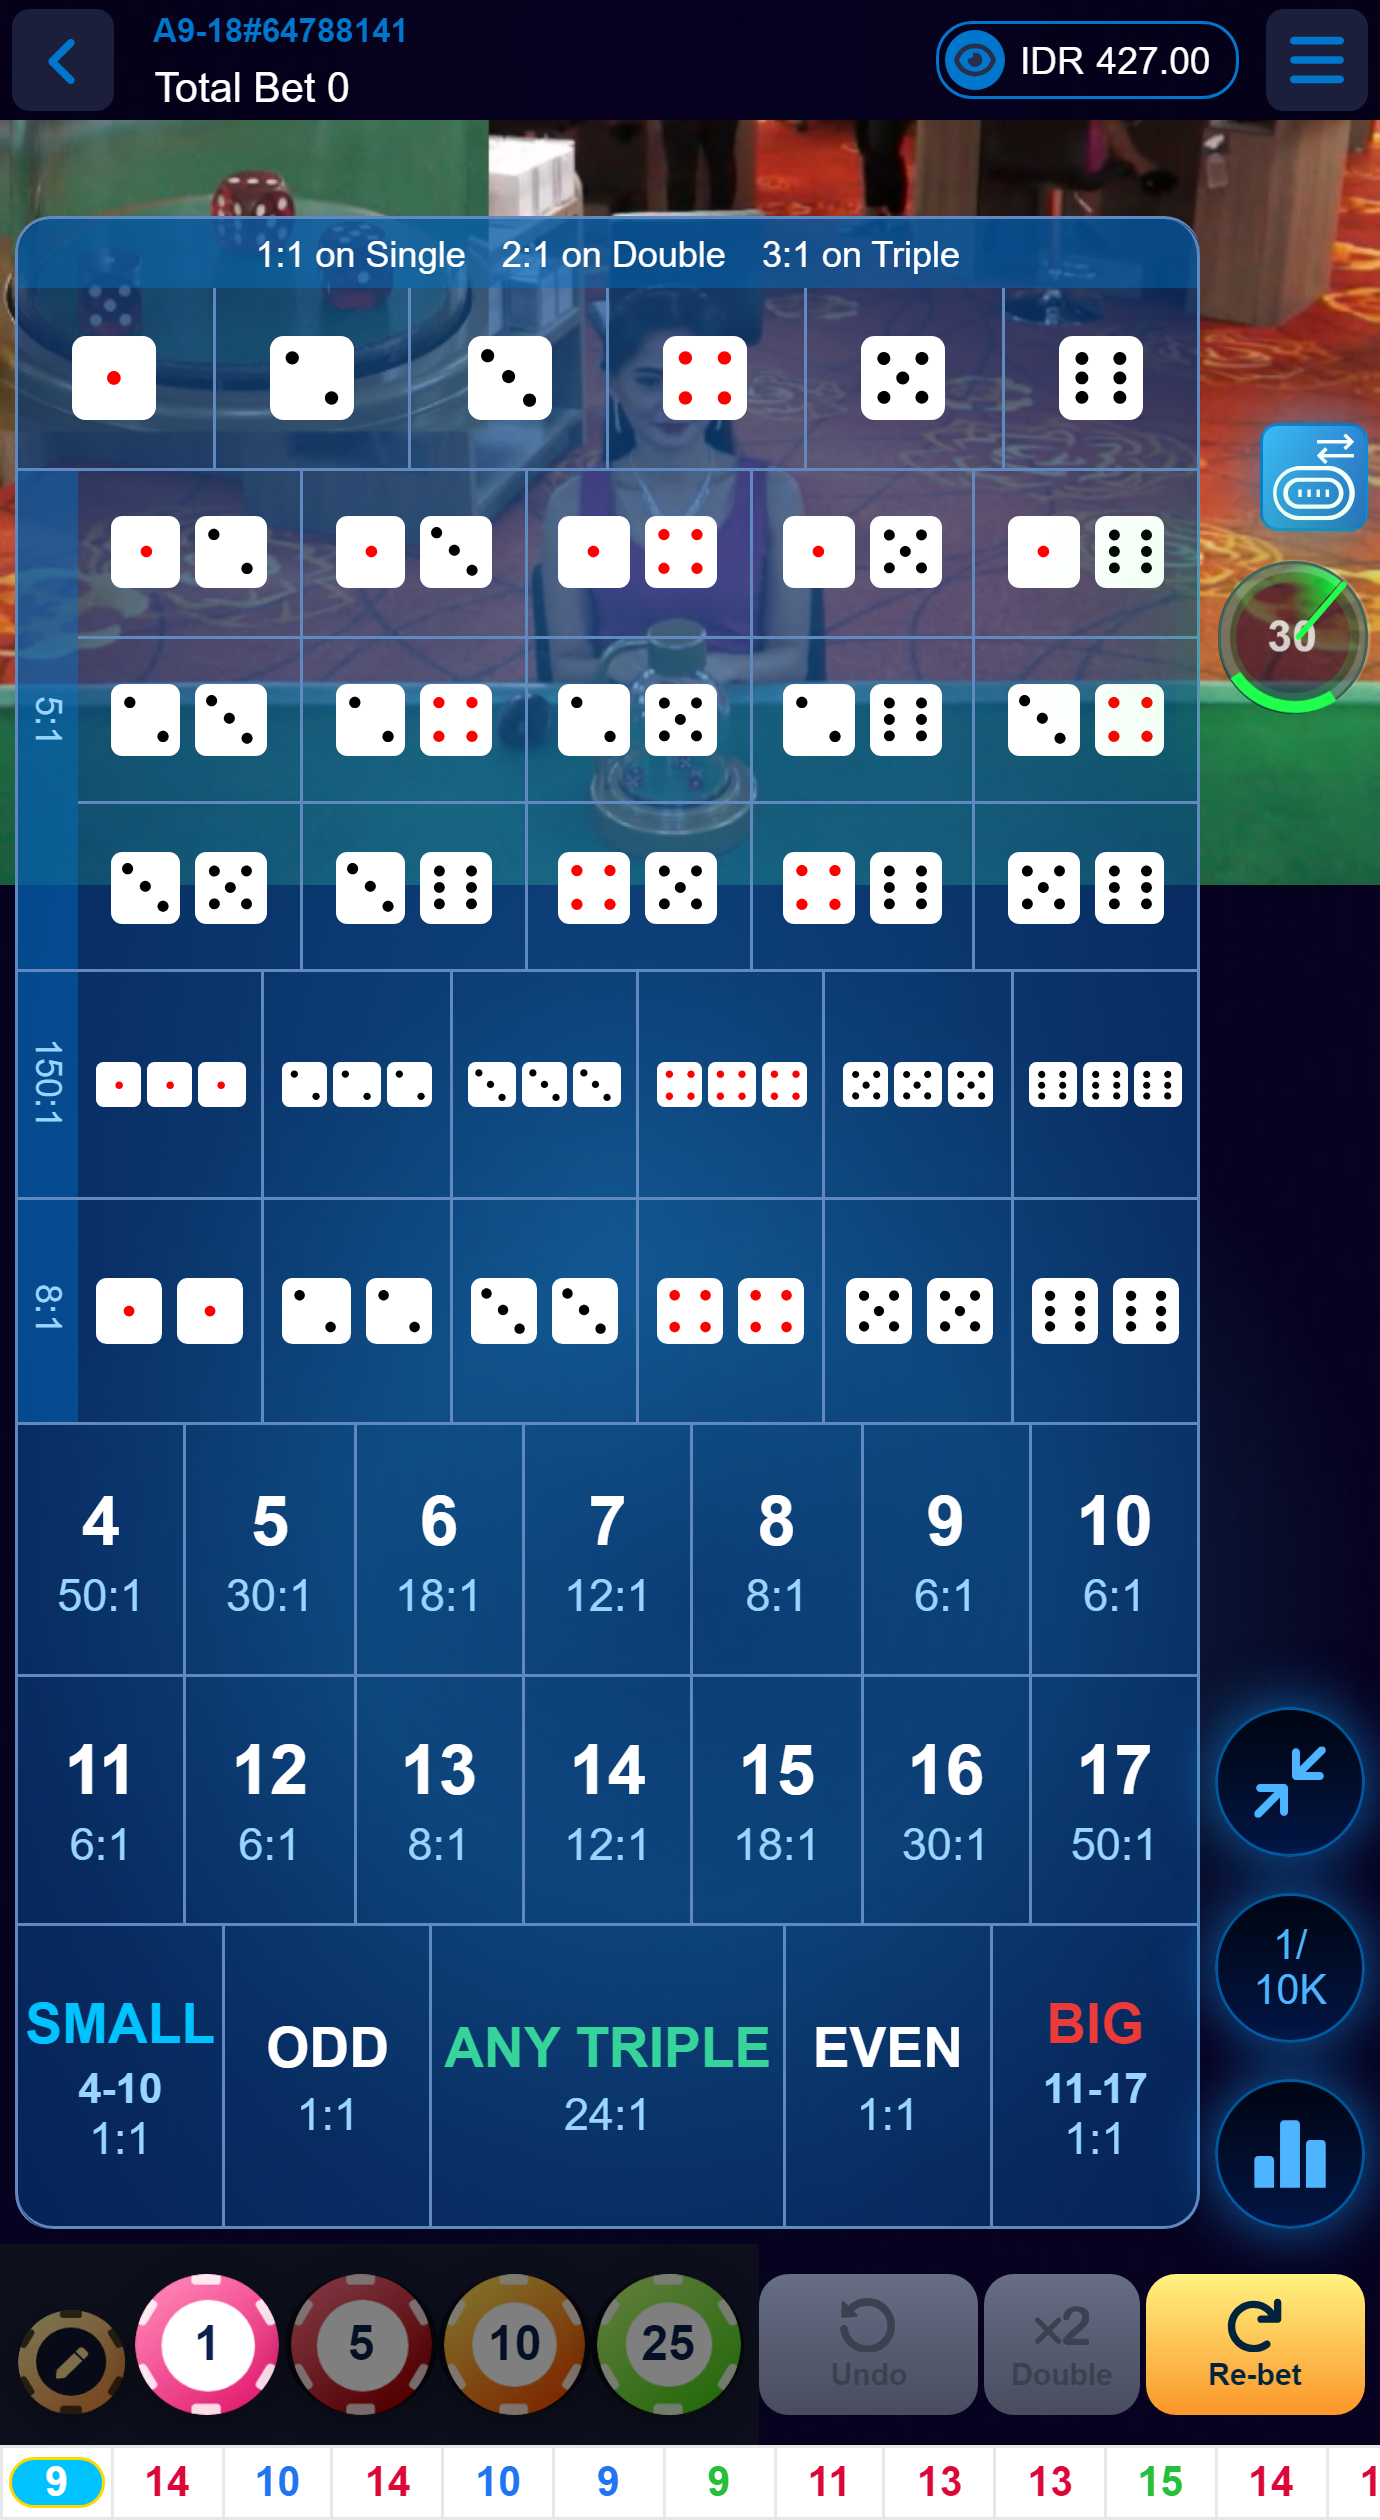 A9-18#64788141
Total Bet 0
IDR 427.00
1:1 on Single 2:1 on Double 3:1 on Triple
30
5:1
150:1
8:1
4 5 6 7 8 9 10
50:1 30:1 18:1 12:1 8:1 6:1 6:1
11 12 13 14 15 16 17
6:1 6:1 8:1 12:1 18:1 30:1 50:1
SMALL
4-10
1:1
ODD
1:1
ANY TRIPLE
24:1
EVEN
1:1
BIG
11-17
1:1
1/
10K
1 5 10 25
Undo
x2
Double
Re-bet
9 14 10 14 10 9 9 11 13 13 15 14